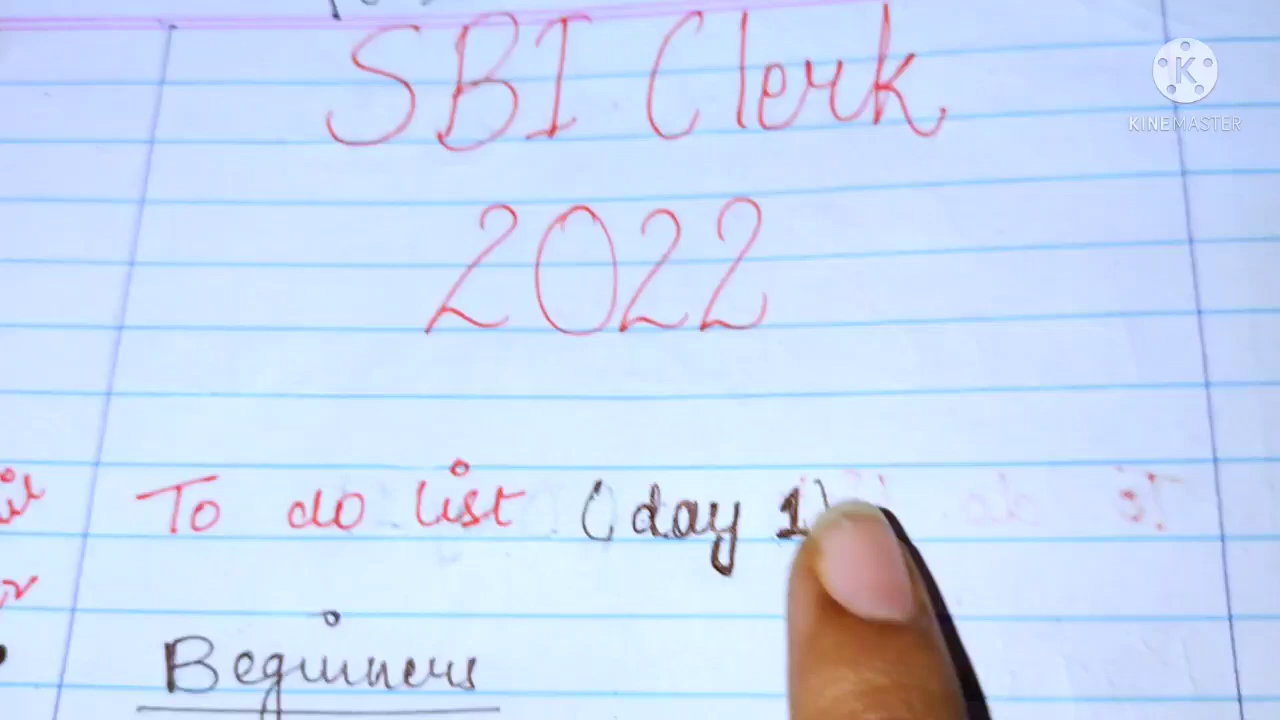 SBI Clerk
2022
To do list (day 1)
Beginners
KINEMASTER